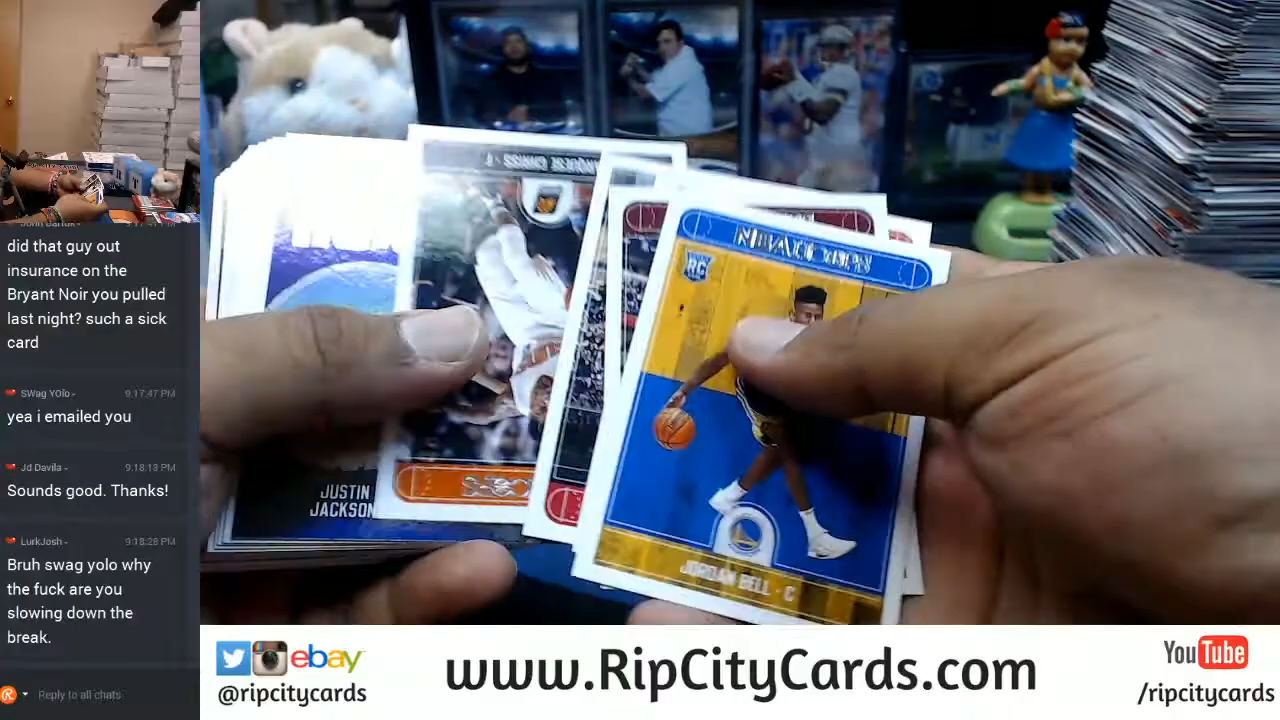 did that guy out
insurance on the
Bryant Noir you pulled
last night? such a sick
card
SWag YOlo -
9:17:47 PM
yea i emailed you
Jd Davila -
9:18:13 PM
Sounds good. Thanks!
LurkJosh -
9:18:28 PM
Bruh swag yolo why
the fuck are you
slowing down the
break.
Reply to all chats
JUSTIN
JACKSON
RC
JORDAN BELL - C
ebay
@ripcitycards
www.RipCityCards.com
YouTube
/ripcitycards